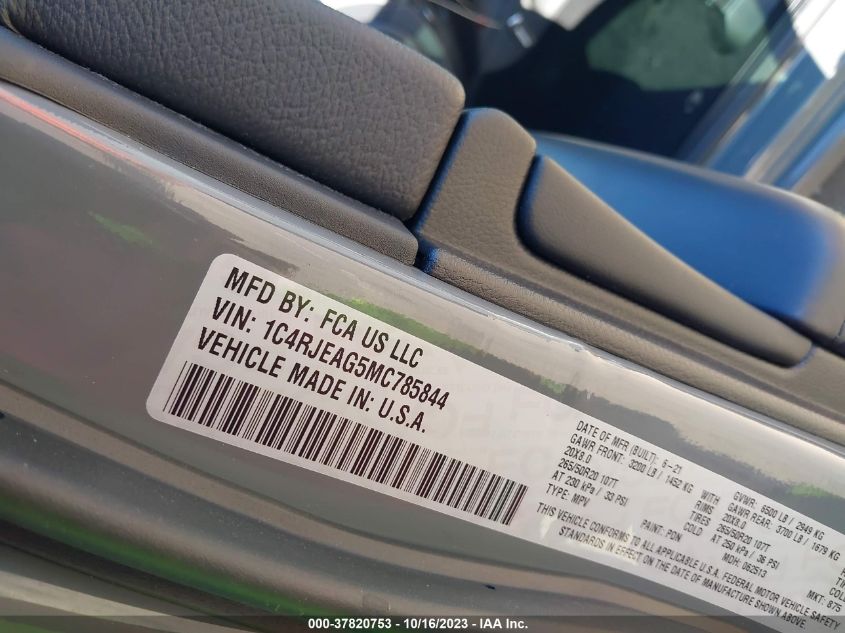 MFD BY: FCA US LLC
VIN: 1C4RJEAG5MC785844
VEHICLE MADE IN: U.S.A.
DATE OF MFR (BUILT): 6-21
GAWR FRONT: 3200 LB / 1452 KG WITH
20X8.0 RIMS
265/50R20 107T TIRES
AT 230 kPa / 33 PSI COLD
TYPE: MPV PAINT: PDN
GVWR: 6500 LB / 2949 KG
GAWR REAR: 3700 LB / 1679 KG
20X8.0
265/50R20 107T
AT 250 kPa / 36 PSI
MDH: 062513 MKT:
THIS VEHICLE CONFORMS TO ALL APPLICABLE U.S.A. FEDERAL MOTOR VEHICLE SAFETY
STANDARDS IN EFFECT ON THE DATE OF MANUFACTURE SHOWN ABOVE.
000-37820753 - 10/16/2023 - IAA Inc.